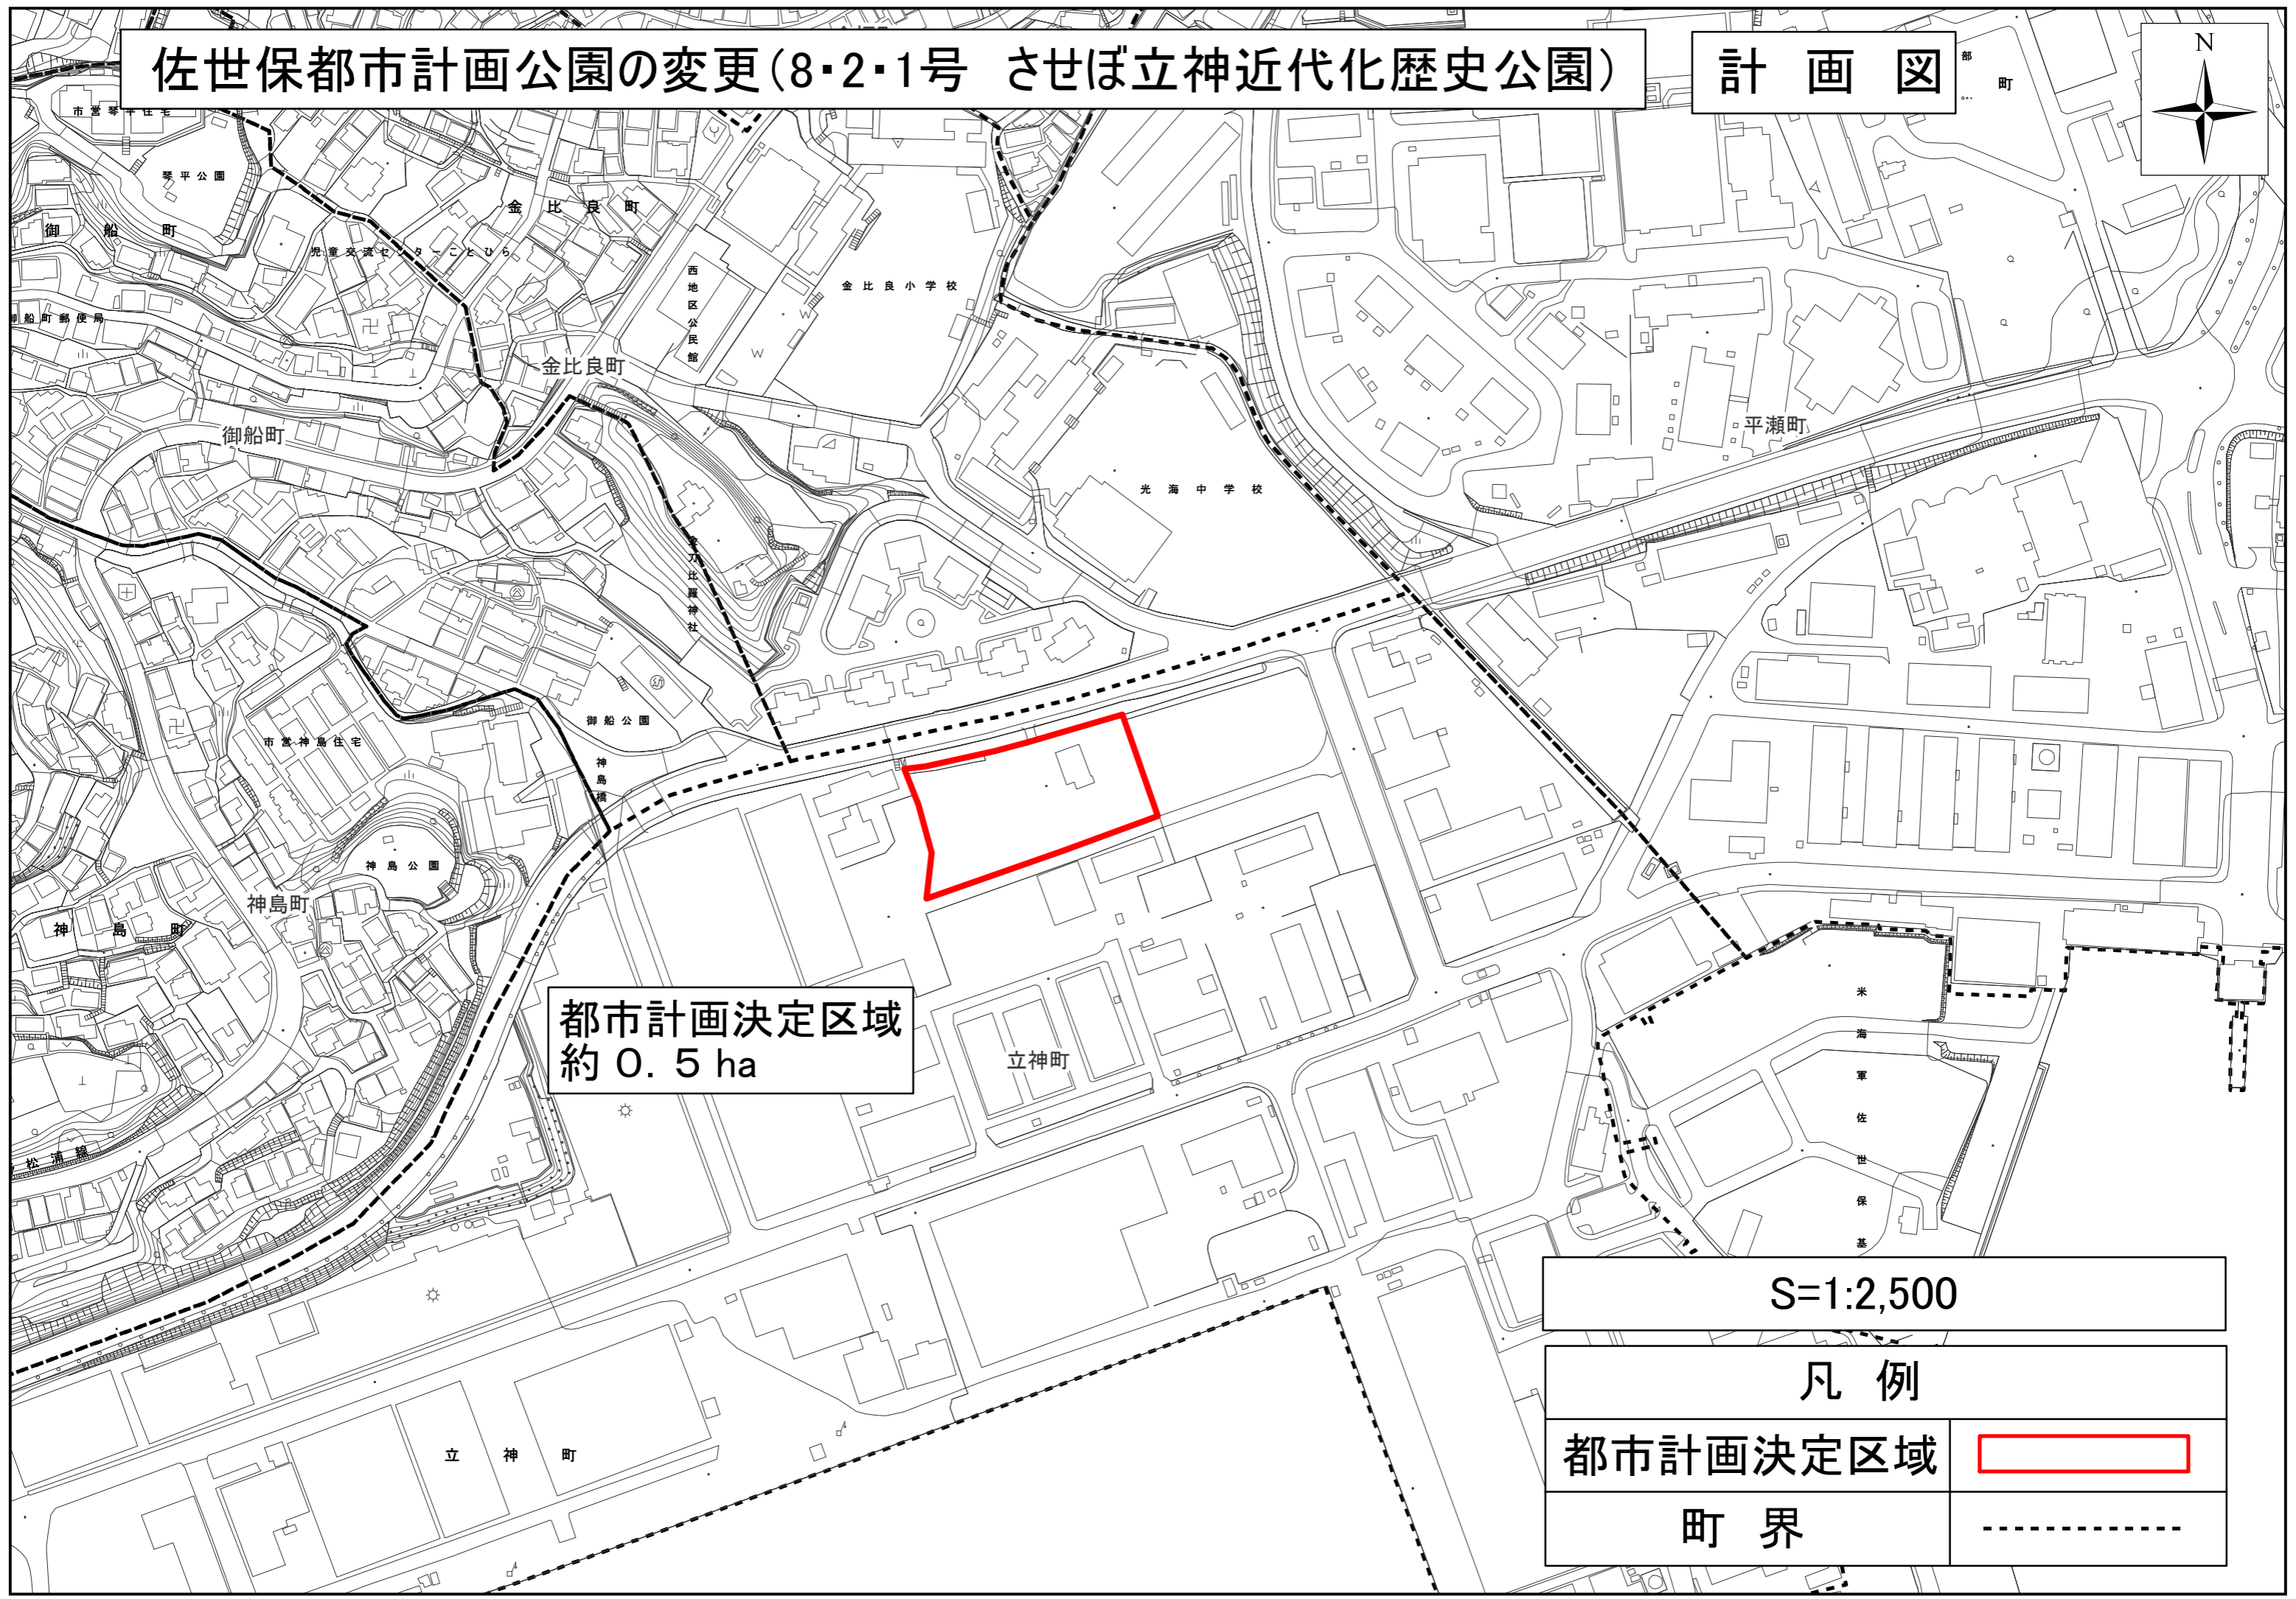 佐世保都市計画公園の変更(8・2・1号　させぼ立神近代化歴史公園)
計　画　図
N
部
町
市営琴平住宅
琴平公園
金比良町
御船町
児童交流センターことひら
西地区公民館
金比良小学校
御船町郵便局
金比良町
御船町
平瀬町
光海中学校
金刀比羅神社
御船公園
市営神島住宅
神島橋
神島公園
神島町
神島町
都市計画決定区域
約０．５ha
立神町
米海軍佐世保基
松浦線
立神町
S=1:2,500
凡　例
都市計画決定区域
町　界